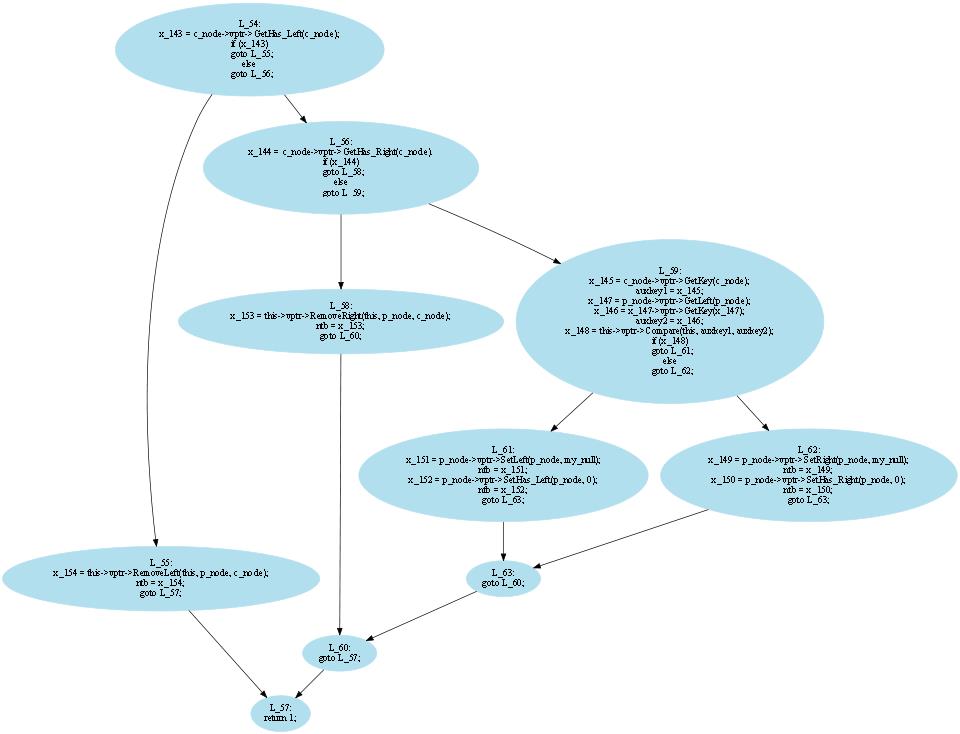 L_54:
x_143 = c_node->vptr->GetHas_Left(c_node);
if (x_143)
goto L_55;
else
goto L_56;
L_56:
x_144 = c_node->vptr->GetHas_Right(c_node)
if (x_144)
goto L_58;
else
goto L_59;
L_59:
x_145 = c_node->vptr->GetKey(c_node);
auxkey1 = x_145;
x_147 = p_node->vptr->GetLeft(p_node);
x_146 = x_147->vptr->GetKey(x_147);
auxkey2 = x_146;
x_148 = this->vptr->Compare(this, auxkey1, auxkey2);
if (x_148)
goto L_61;
else
goto L_62;
L_58:
x_153 = this->vptr->RemoveRight(this, p_node, c_node);
ntb = x_153;
goto L_60;
L_61:
x_151 = p_node->vptr->SetLeft(p_node, my_null);
ntb = x_151;
x_152 = p_node->vptr->SetHas_Left(p_node, 0);
ntb = x_152;
goto L_63;
L_62:
x_149 = p_node->vptr->SetRight(p_node, my_null);
ntb = x_149;
x_150 = p_node->vptr->SetHas_Right(p_node, 0);
ntb = x_150;
goto L_63;
L_55:
x_154 = this->vptr->RemoveLeft(this, p_node, c_node);
ntb = x_154;
goto L_57;
L_63:
goto L_60;
L_60:
goto L_57;
L_57:
return 1;